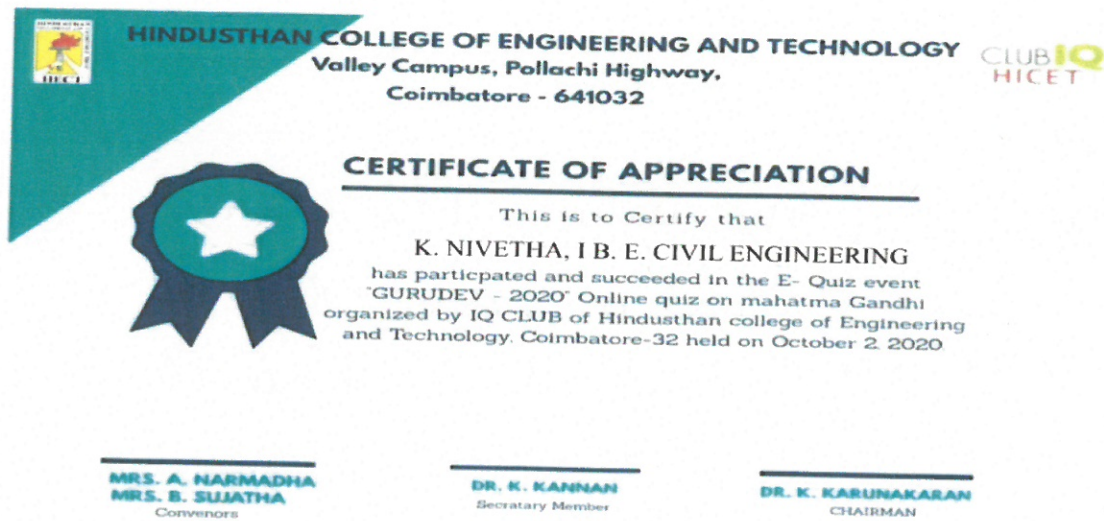 HINDUSTHAN COLLEGE OF ENGINEERING AND TECHNOLOGY
Valley Campus, Pollachi Highway,
Coimbatore - 641032
CLUB IQ
HICET
CERTIFICATE OF APPRECIATION
This is to Certify that
K. NIVETHA, I B. E. CIVIL ENGINEERING
has particpated and succeeded in the E- Quiz event
"GURUDEV - 2020" Online quiz on mahatma Gandhi
organized by IQ CLUB of Hindusthan college of Engineering
and Technology. Coimbatore-32 held on October 2, 2020
MRS. A. NARMADHA
MRS. B. SUJATHA
Convenors
DR. K. KANNAN
Secratary Member
DR. K. KARUNAKARAN
CHAIRMAN